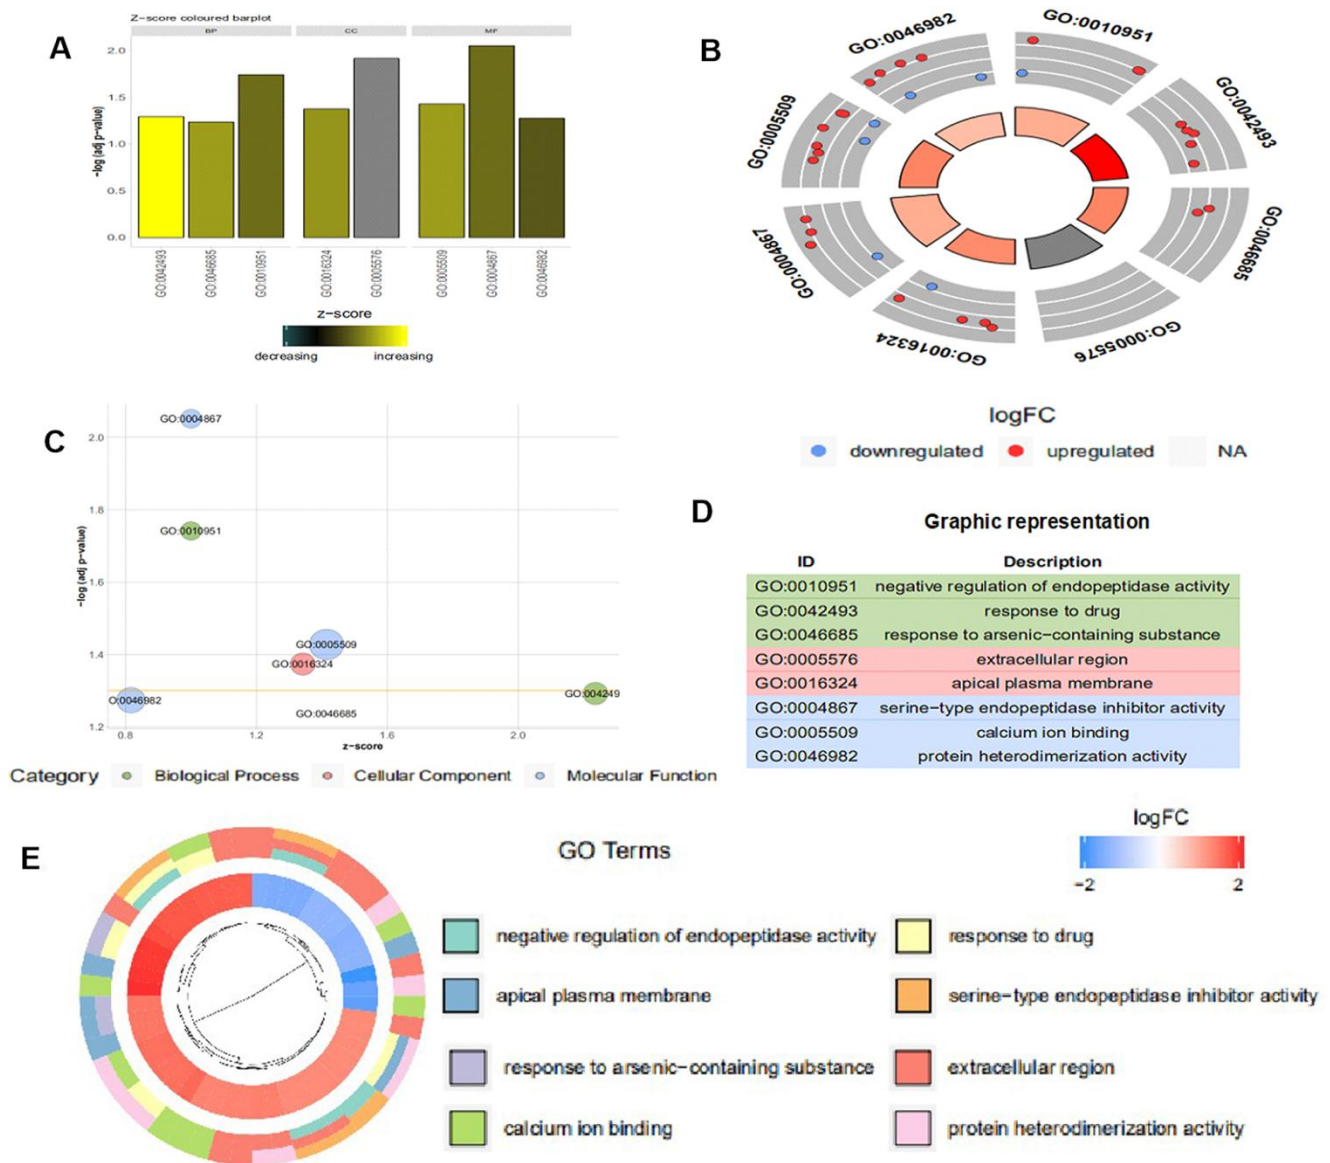 A
Z-score coloured barplot
BP CC MF
-log (adj p-value)
2.0
1.5
1.0
0.5
0.0
GO:0042493
GO:0046685
GO:0010951
GO:0016324
GO:0005576
GO:0005509
GO:0004867
GO:0046982
z-score
decreasing increasing
B
GO:0046982
GO:0010951
GO:0042493
GO:0046685
GO:0005576
GO:0016324
GO:0004867
GO:0005509
logFC
downregulated upregulated NA
C
-log (adj p-value)
2.0
1.8
1.6
1.4
1.2
GO:0004867
GO:0010951
GO:0005509
GO:0016324
O:0046982
GO:004249
GO:0046685
0.8 1.2 1.6 2.0
z-score
Category Biological Process Cellular Component Molecular Function
D
Graphic representation
ID Description
GO:0010951 negative regulation of endopeptidase activity
GO:0042493 response to drug
GO:0046685 response to arsenic-containing substance
GO:0005576 extracellular region
GO:0016324 apical plasma membrane
GO:0004867 serine-type endopeptidase inhibitor activity
GO:0005509 calcium ion binding
GO:0046982 protein heterodimerization activity
E
GO Terms
logFC
-2 2
negative regulation of endopeptidase activity response to drug
apical plasma membrane serine-type endopeptidase inhibitor activity
response to arsenic-containing substance extracellular region
calcium ion binding protein heterodimerization activity